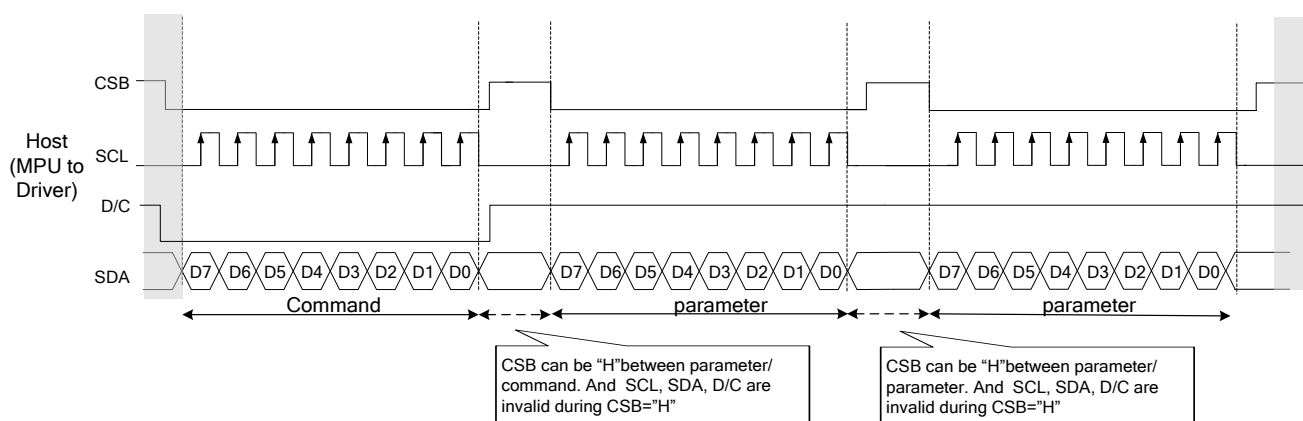 CSB
Host
(MPU to
Driver)
SCL
D/C
SDA
D7 D6 D5 D4 D3 D2 D1 D0 D7 D6 D5 D4 D3 D2 D1 D0 D7 D6 D5 D4 D3 D2 D1 D0
Command parameter parameter
CSB can be “H”between parameter/
command. And SCL, SDA, D/C are
invalid during CSB=”H”
CSB can be “H”between parameter/
parameter. And SCL, SDA, D/C are
invalid during CSB=”H”